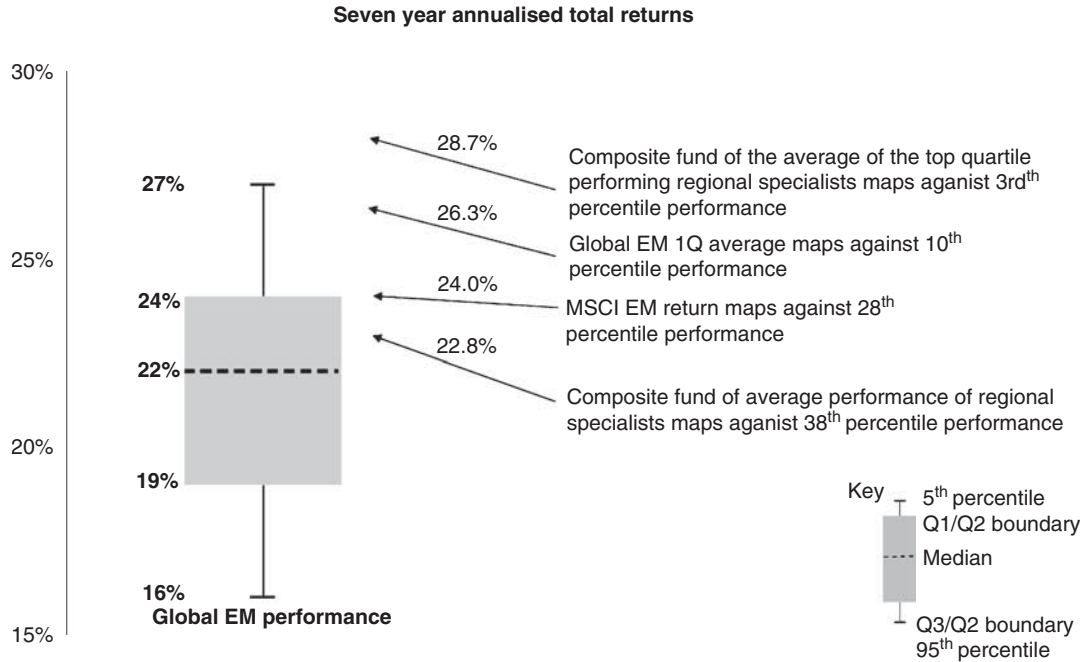 Seven year annualised total returns
30%
25%
20%
15%
27%
24%
22%
19%
16%
Global EM performance
28.7%
Composite fund of the average of the top quartile
performing regional specialists maps aganist 3rdth
percentile performance
26.3%
Global EM 1Q average maps against 10th
percentile performance
24.0%
MSCI EM return maps against 28th
percentile performance
22.8%
Composite fund of average performance of regional
specialists maps aganist 38th percentile performance
Key
5th percentile
Q1/Q2 boundary
Median
Q3/Q2 boundary
95th percentile